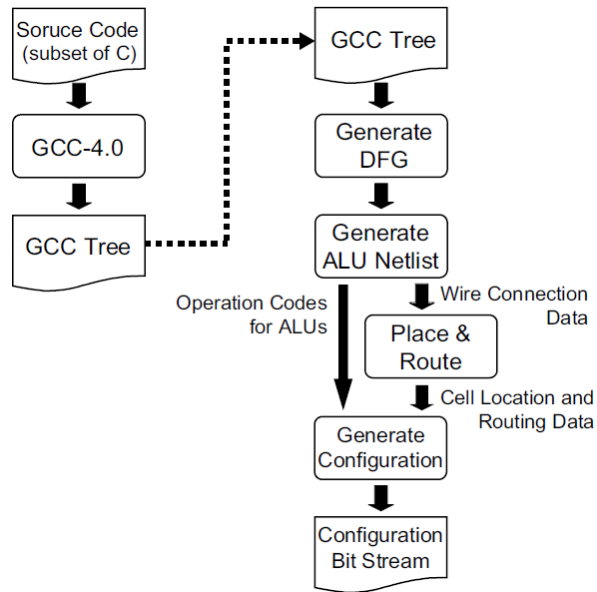 Soruce Code
(subset of C)
GCC-4.0
GCC Tree
GCC Tree
Generate
DFG
Generate
ALU Netlist
Operation Codes
for ALUs
Wire Connection
Data
Place &
Route
Cell Location and
Routing Data
Generate
Configuration
Configuration
Bit Stream